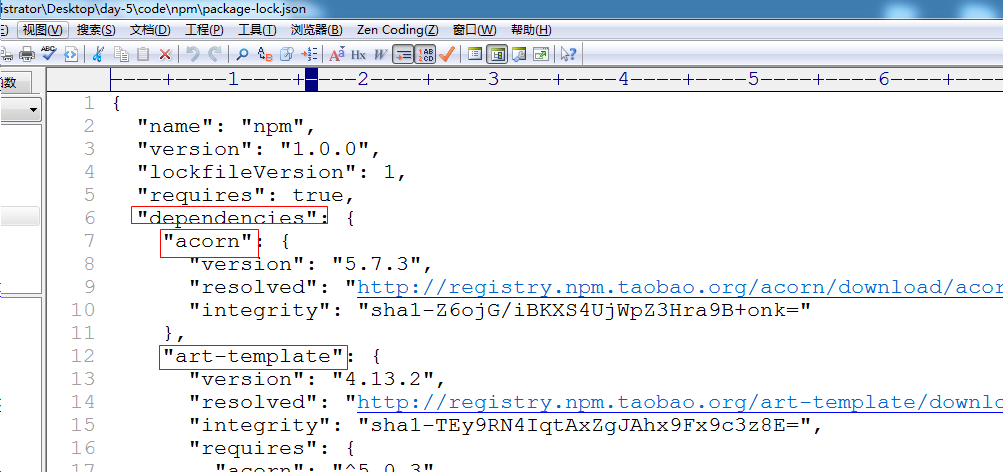 istrator\Desktop\day-5\code\npm\package-lock.json
视图(V) 搜索(S) 文档(D) 工程(P) 工具(T) 浏览器(B) Zen Coding(Z) 窗口(W) 帮助(H)
----+----1----+----2----+----3----+----4----+----5----+----6----+----
函数
1 {
2 "name": "npm",
3 "version": "1.0.0",
4 "lockfileVersion": 1,
5 "requires": true,
6 "dependencies": {
7 "acorn": {
8 "version": "5.7.3",
9 "resolved": "http://registry.npm.taobao.org/acorn/download/acor
10 "integrity": "sha1-Z6ojG/iBKXS4UjWpZ3Hra9B+onk="
11 },
12 "art-template": {
13 "version": "4.13.2",
14 "resolved": "http://registry.npm.taobao.org/art-template/downlo
15 "integrity": "sha1-TEy9RN4IqtAxZgJAhx9Fx9c3z8E=",
16 "requires": {
17 "acorn": "^5.0.3"